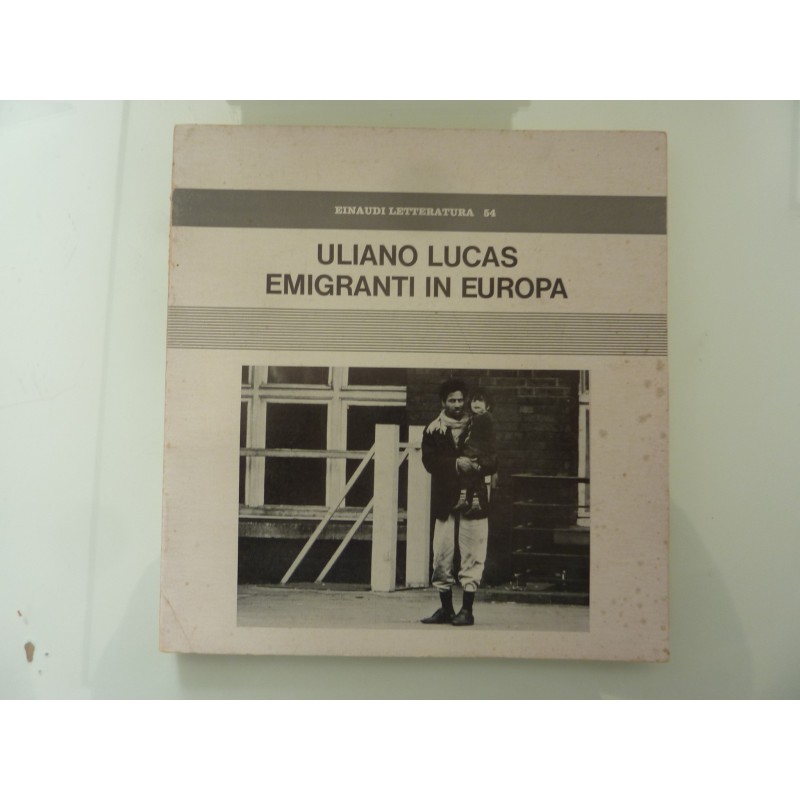 EINAUDI LETTERATURA 54
ULIANO LUCAS
EMIGRANTI IN EUROPA